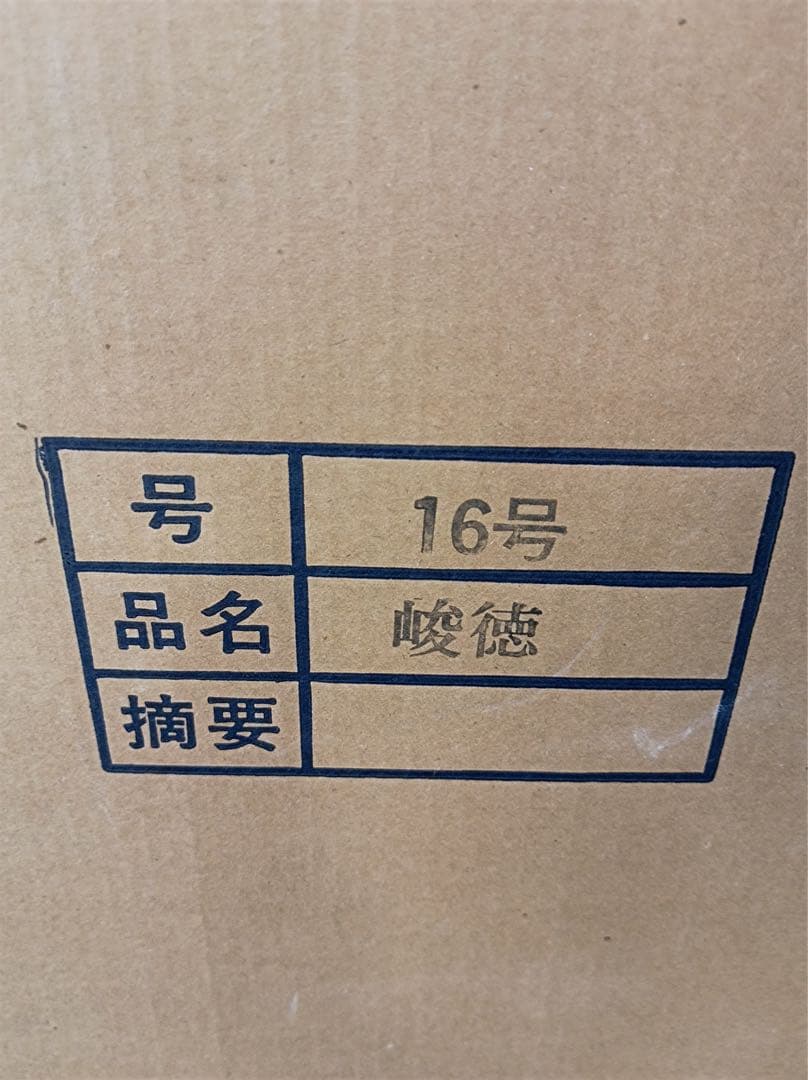 号 16号
品名 峻徳
摘要